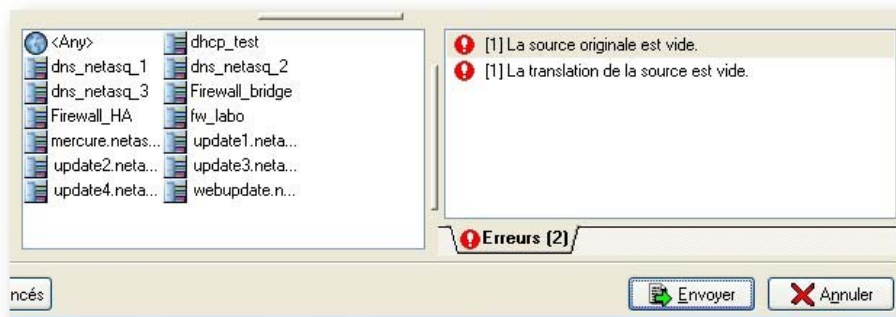 <Any> dhcp_test
dns_netasq_1 dns_netasq_2
dns_netasq_3 Firewall_bridge
Firewall_HA fw_labo
mercure.netas... update1.neta...
update2.neta... update3.neta...
update4.neta... webupdate.n...
[1] La source originale est vide.
[1] La translation de la source est vide.
Erreurs (2)
ncés
Envoyer
Annuler